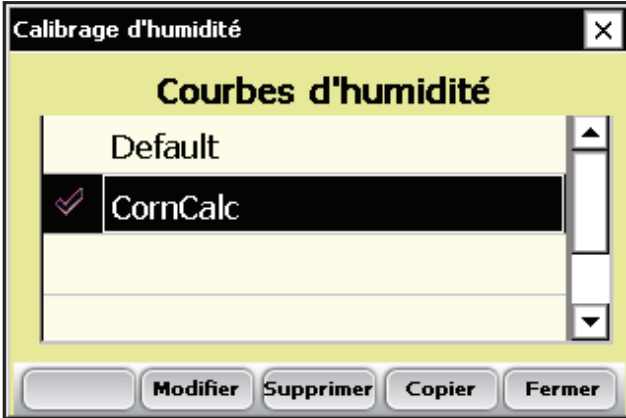 Calibrage d'humidité
Courbes d'humidité
Default
CornCalc
Modifier Supprimer Copier Fermer